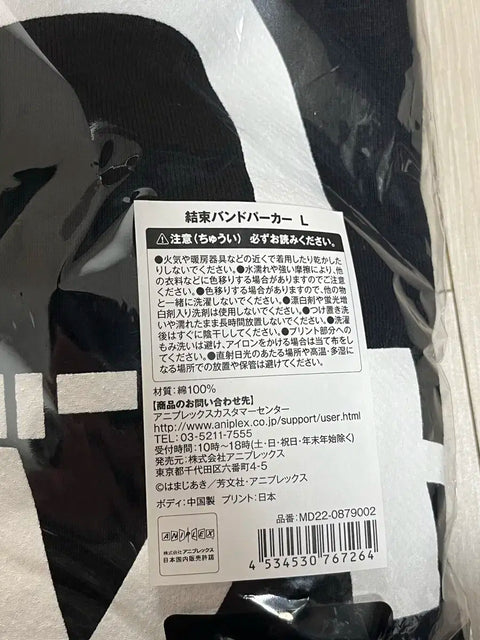 結束バンドパーカー L
注意(ちゅうい) 必ずお読みください。
●火気や暖房器具などの近くで着用したり乾かした
りしないでください。●水濡れや強い摩擦により、他
の衣料などに色移りする場合がありますのでご注意
ください。●色移りする場合がありますので、他の物
と一緒に洗濯しないでください。●漂白剤や蛍光増
白剤入り洗剤は使用しないでください。●つけ置き洗
いや濡れたまま長時間放置しないでください。●洗濯
後はすぐに陰干ししてください。●プリント部分への
もみ洗いは避け、アイロンをかける場合は当て布をし
てください。●直射日光のあたる場所や高温・多湿に
なる場所での放置や保管は避けてください。
材質：綿100%
【商品のお問い合わせ先】
アニプレックスカスタマーセンター
http://www.aniplex.co.jp/support/user.html
TEL：03-5211-7555
受付時間：10時～18時(土・日・祝日・年末年始除く)
発売元：株式会社アニプレックス
東京都千代田区六番町4-5
©はまじあき／芳文社・アニプレックス
ボディ：中国製 プリント：日本
品番：MD22-0879002
ANIPLEX
株式会社アニプレックス
日本国内販売許諾
4 534530 767264